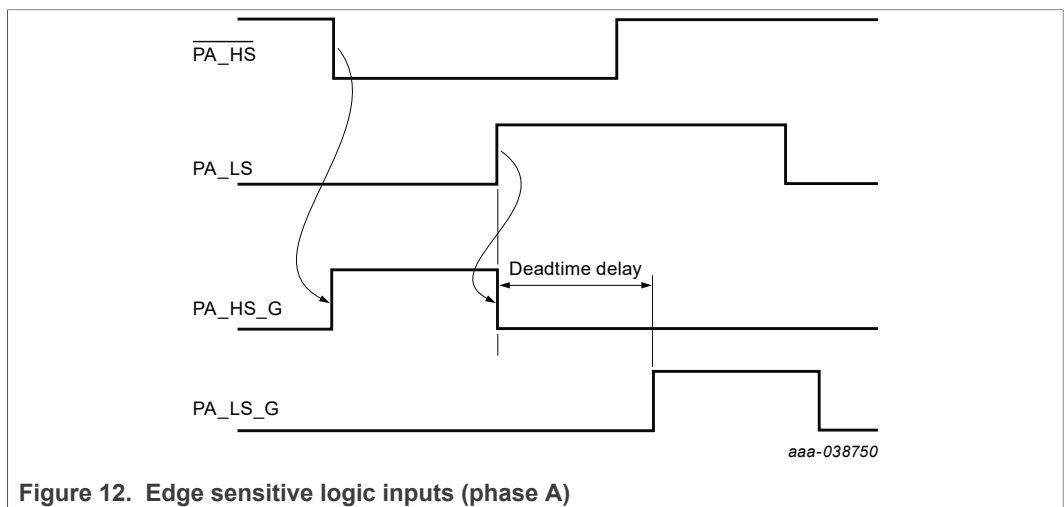 PA_HS
PA_LS
Deadtime delay
PA_HS_G
PA_LS_G
aaa-038750
Figure 12. Edge sensitive logic inputs (phase A)